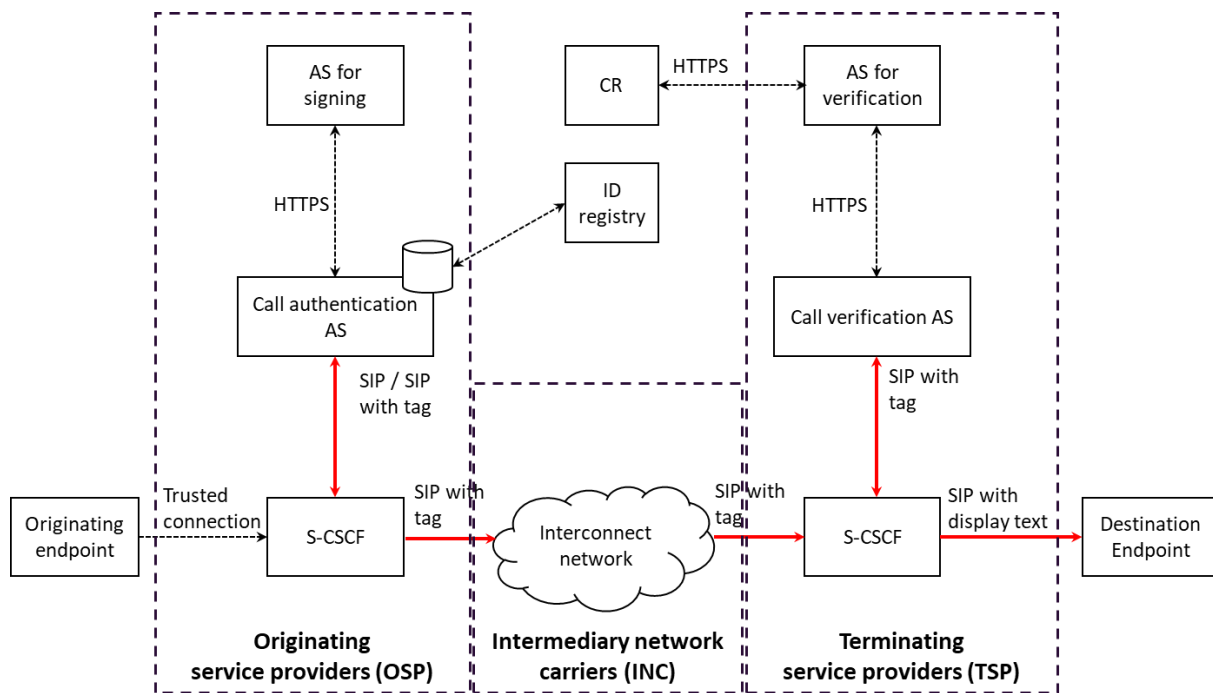 AS for
signing
HTTPS
CR
HTTPS
AS for
verification
ID
registry
HTTPS
Call authentication
AS
Call verification AS
SIP / SIP
with tag
SIP with
tag
Originating
endpoint
Trusted
connection
S-CSCF
SIP with
tag
Interconnect
network
SIP with
tag
S-CSCF
SIP with
display text
Destination
Endpoint
Originating
service providers (OSP)
Intermediary network
carriers (INC)
Terminating
service providers (TSP)